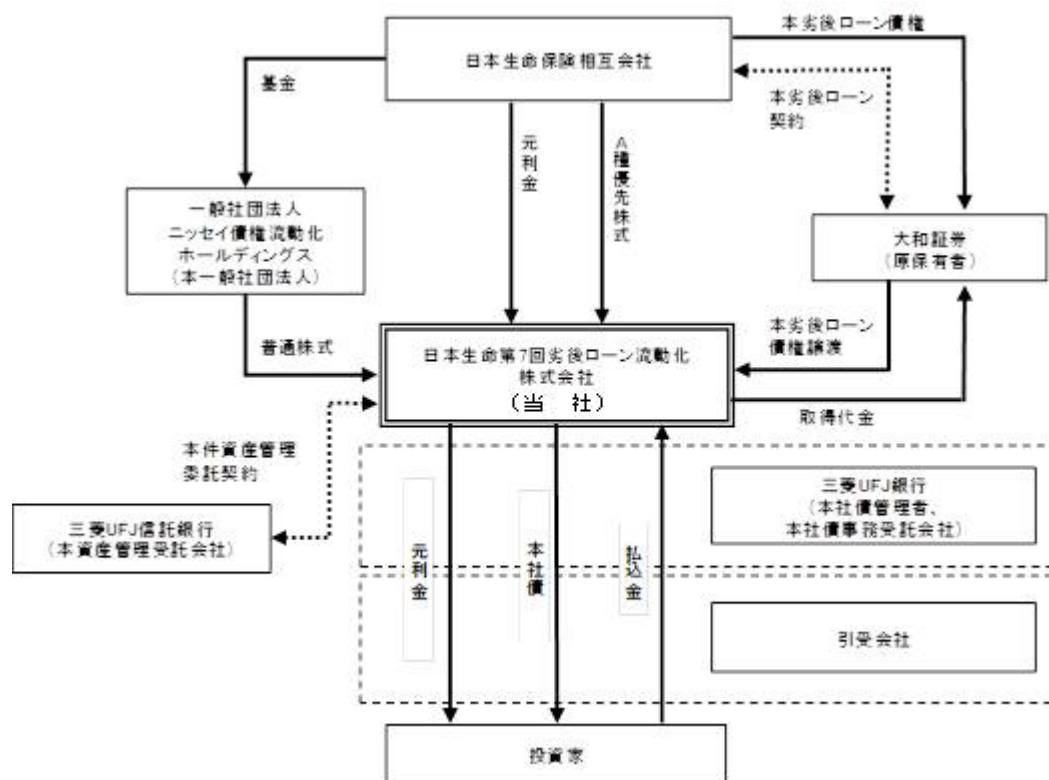 本劣後ローン債権
日本生命保険相互会社
基金
本劣後ローン
契約
元利金
A種優先株式
一般社団法人
ニッセイ債権流動化
ホールディングス
（本一般社団法人）
大和証券
（原保有者）
普通株式
本劣後ローン
債権譲渡
日本生命第7回劣後ローン流動化
株式会社
（当　社）
取得代金
本件資産管理
委託契約
三菱UFJ信託銀行
（本資産管理受託会社）
元利金
本社債
払込金
三菱UFJ銀行
（本社債管理者、
本社債事務受託会社）
引受会社
投資家